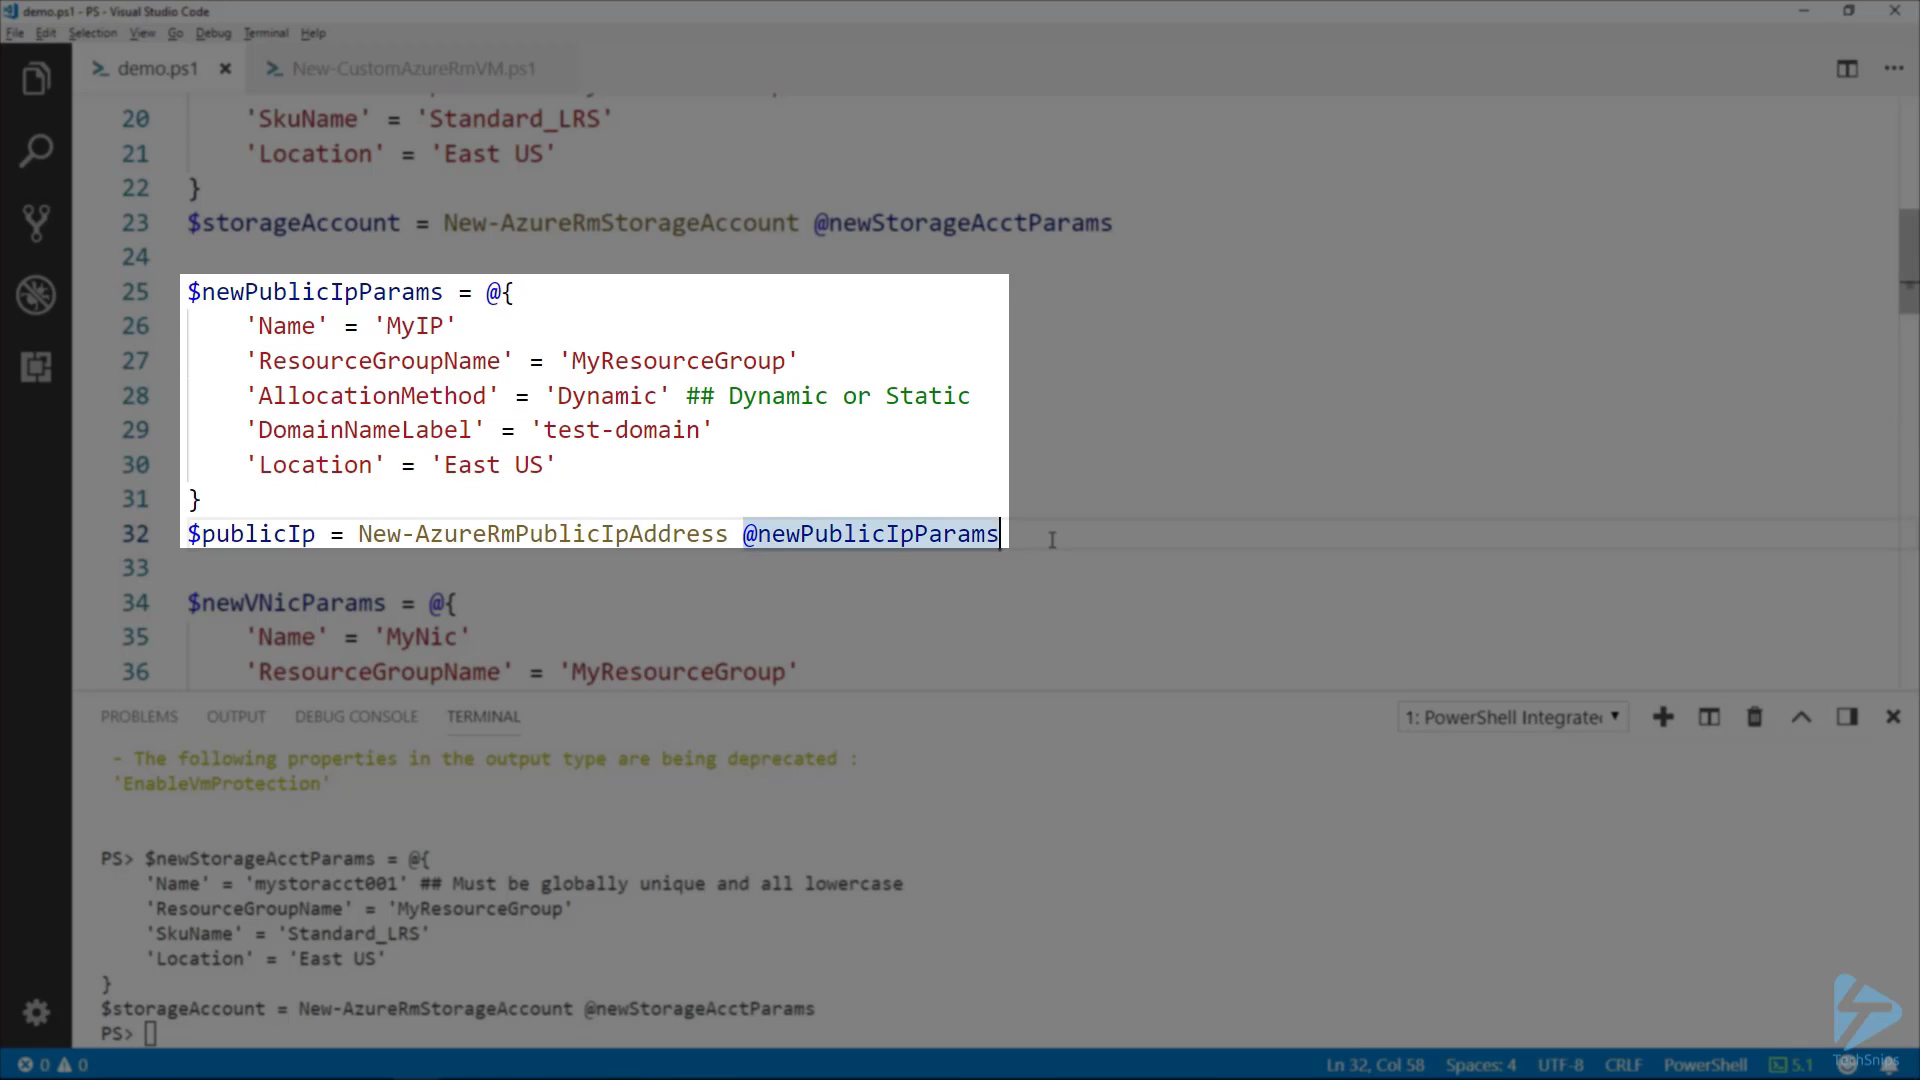 demo.ps1 - PS - Visual Studio Code
File Edit Selection View Go Debug Terminal Help
demo.ps1 New-CustomAzureRmVM.ps1
20 'SkuName' = 'Standard_LRS'
21 'Location' = 'East US'
22 }
23 $storageAccount = New-AzureRmStorageAccount @newStorageAcctParams
24
25 $newPublicIpParams = @{
26 'Name' = 'MyIP'
27 'ResourceGroupName' = 'MyResourceGroup'
28 'AllocationMethod' = 'Dynamic' ## Dynamic or Static
29 'DomainNameLabel' = 'test-domain'
30 'Location' = 'East US'
31 }
32 $publicIp = New-AzureRmPublicIpAddress @newPublicIpParams
33
34 $newVNicParams = @{
35 'Name' = 'MyNic'
36 'ResourceGroupName' = 'MyResourceGroup'
PROBLEMS OUTPUT DEBUG CONSOLE TERMINAL 1: PowerShell Integrate
- The following properties in the output type are being deprecated :
'EnableVmProtection'
PS> $newStorageAcctParams = @{
'Name' = 'mystoracct001' ## Must be globally unique and all lowercase
'ResourceGroupName' = 'MyResourceGroup'
'SkuName' = 'Standard_LRS'
'Location' = 'East US'
}
$storageAccount = New-AzureRmStorageAccount @newStorageAcctParams
PS>
0 0 Ln 32, Col 58 Spaces: 4 UTF-8 CRLF PowerShell 5.1
TechSnips